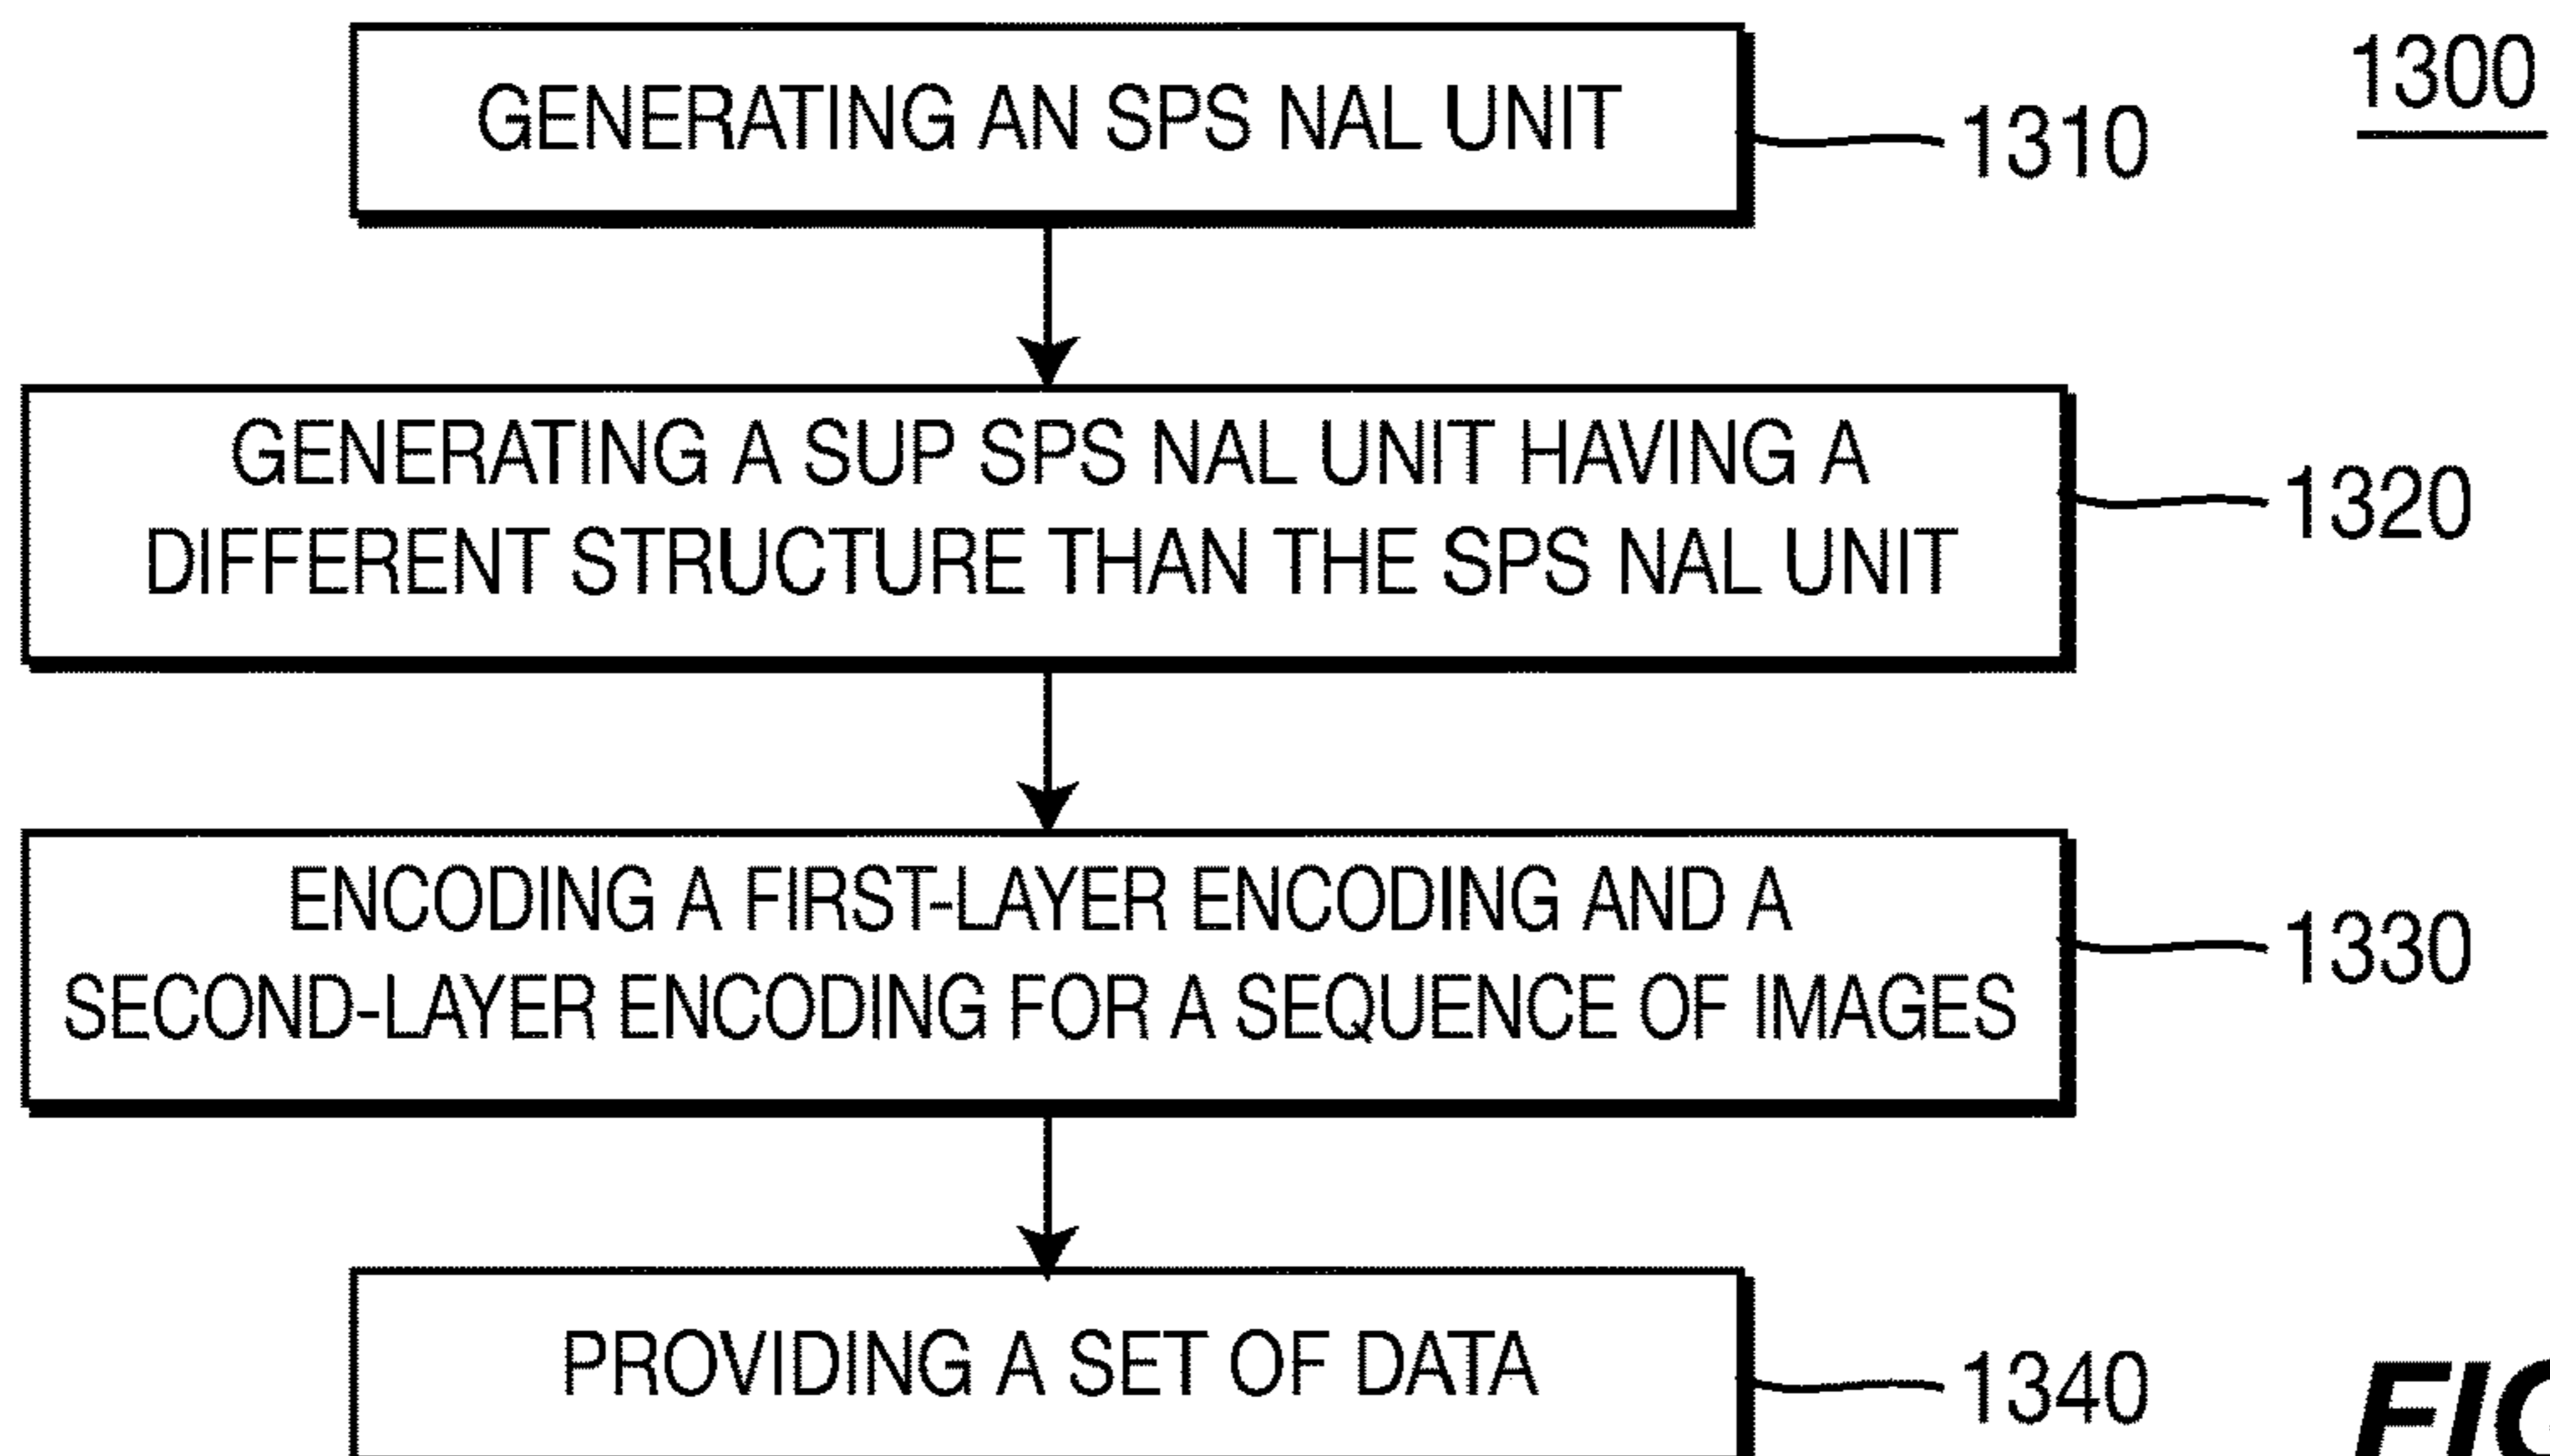 GENERATING AN SPS NAL UNIT
1310
1300
GENERATING A SUP SPS NAL UNIT HAVING A
DIFFERENT STRUCTURE THAN THE SPS NAL UNIT
1320
ENCODING A FIRST-LAYER ENCODING AND A
SECOND-LAYER ENCODING FOR A SEQUENCE OF IMAGES
1330
PROVIDING A SET OF DATA
1340